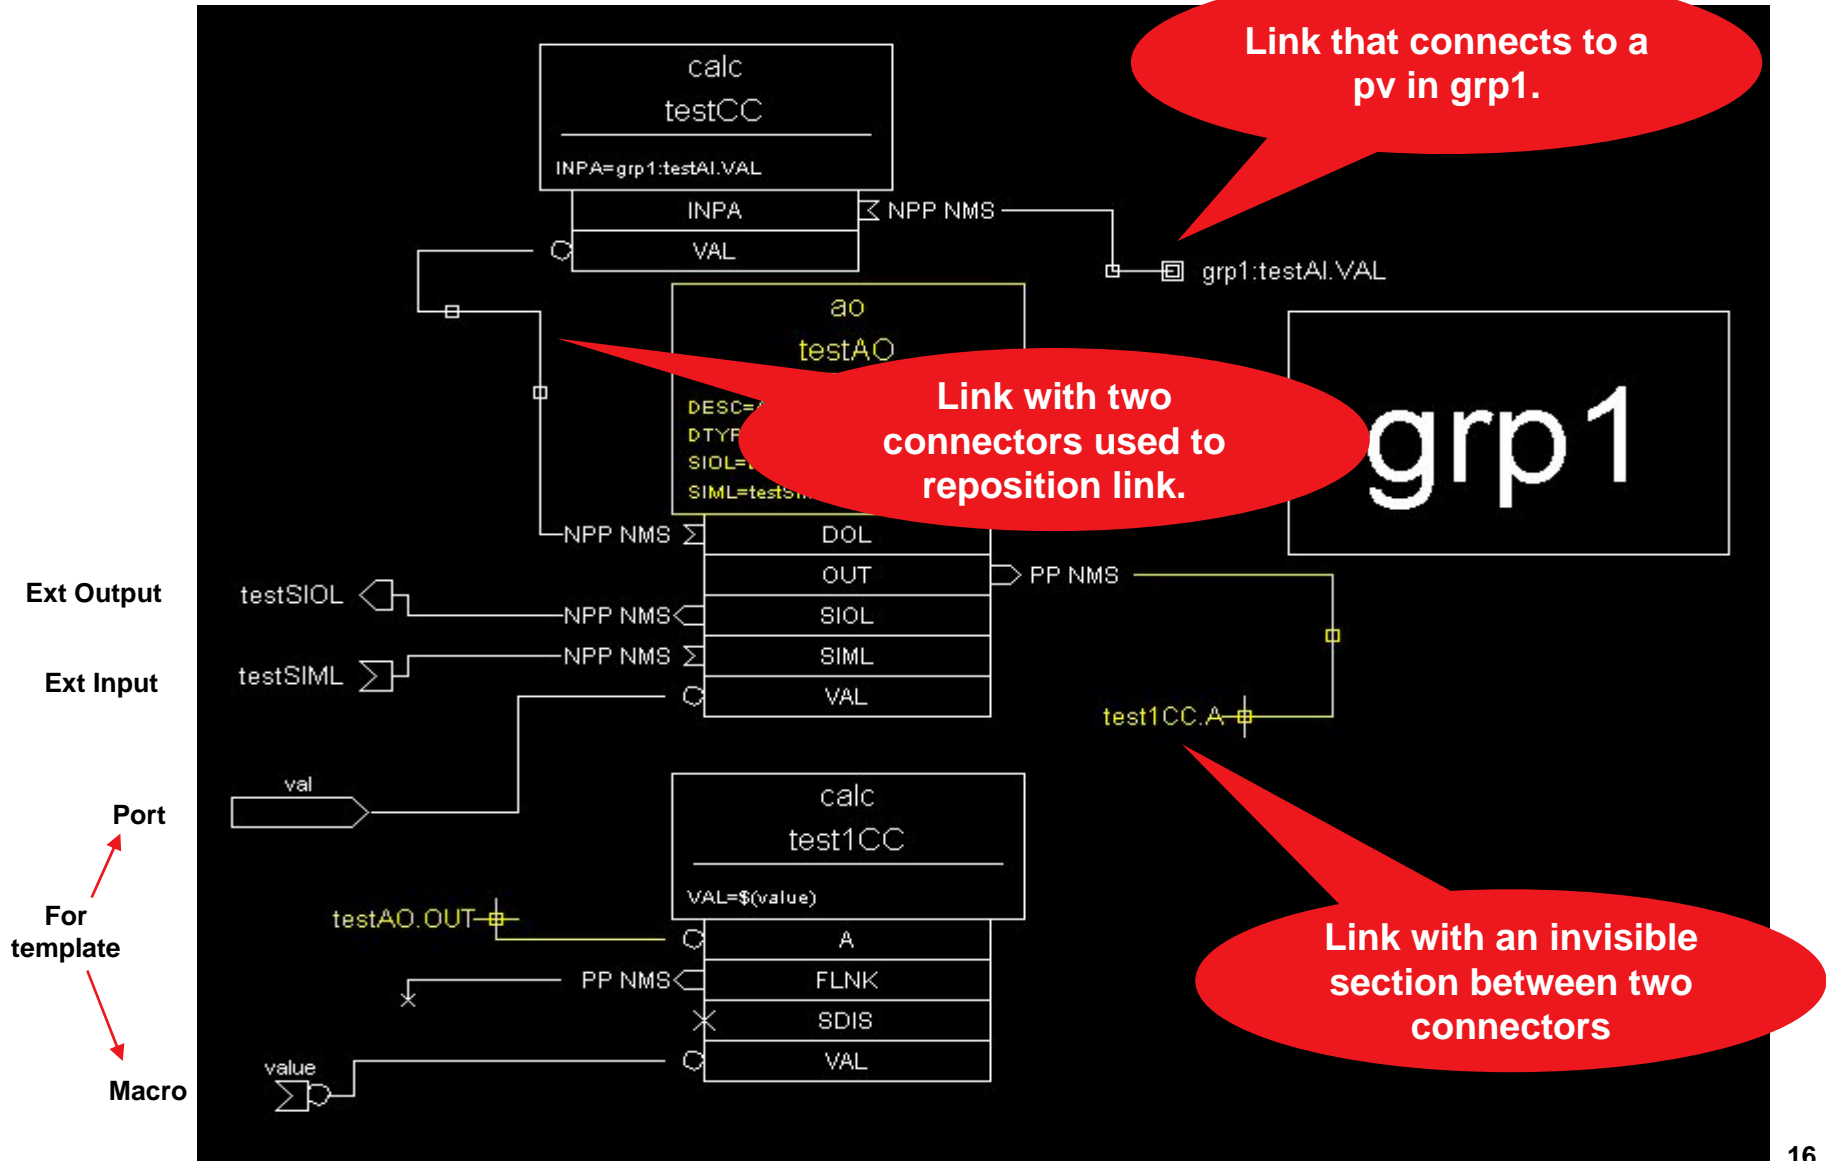 Link that connects to a
pv in grp1.
calc
testCC
INPA=grp1:testAI.VAL
INPA
NPP NMS
VAL
grp1:testAI.VAL
ao
testAO
DESC=
DTYP
SIOL=
SIML=testSIM
Link with two
connectors used to
reposition link.
grp1
NPP NMS
DOL
OUT
PP NMS
Ext Output
testSIOL
NPP NMS
SIOL
Ext Input
testSIML
NPP NMS
SIML
VAL
test1CC.A
val
Port
calc
test1CC
VAL=$(value)
For
template
testAO.OUT
A
PP NMS
FLNK
SDIS
VAL
value
Macro
Link with an invisible
section between two
connectors
16